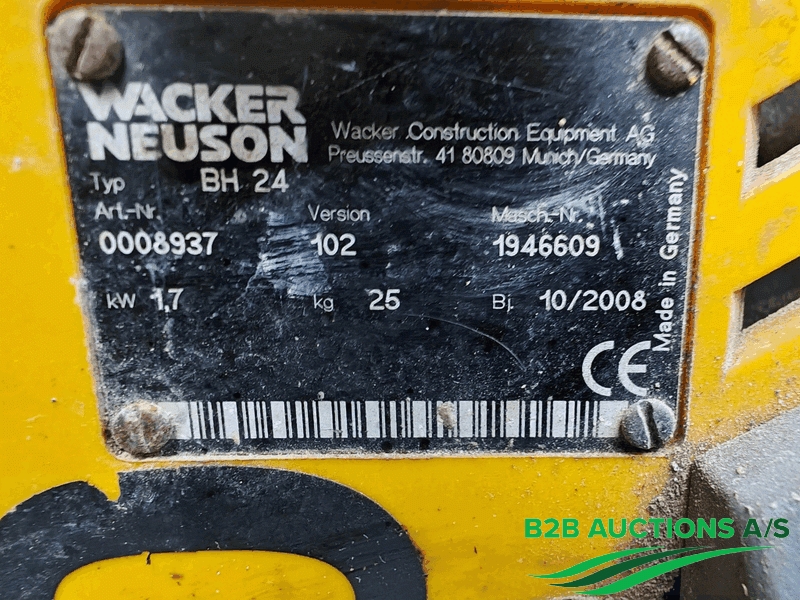 WACKER
NEUSON
Wacker Construction Equipment AG
Preussenstr. 41 80809 Munich/Germany
Typ BH 24
Art.-Nr. Version Masch.-Nr.
0008937 102 1946609
kW 1,7 kg 25 Bj. 10/2008
Made in Germany
CE
B2B AUCTIONS A/S